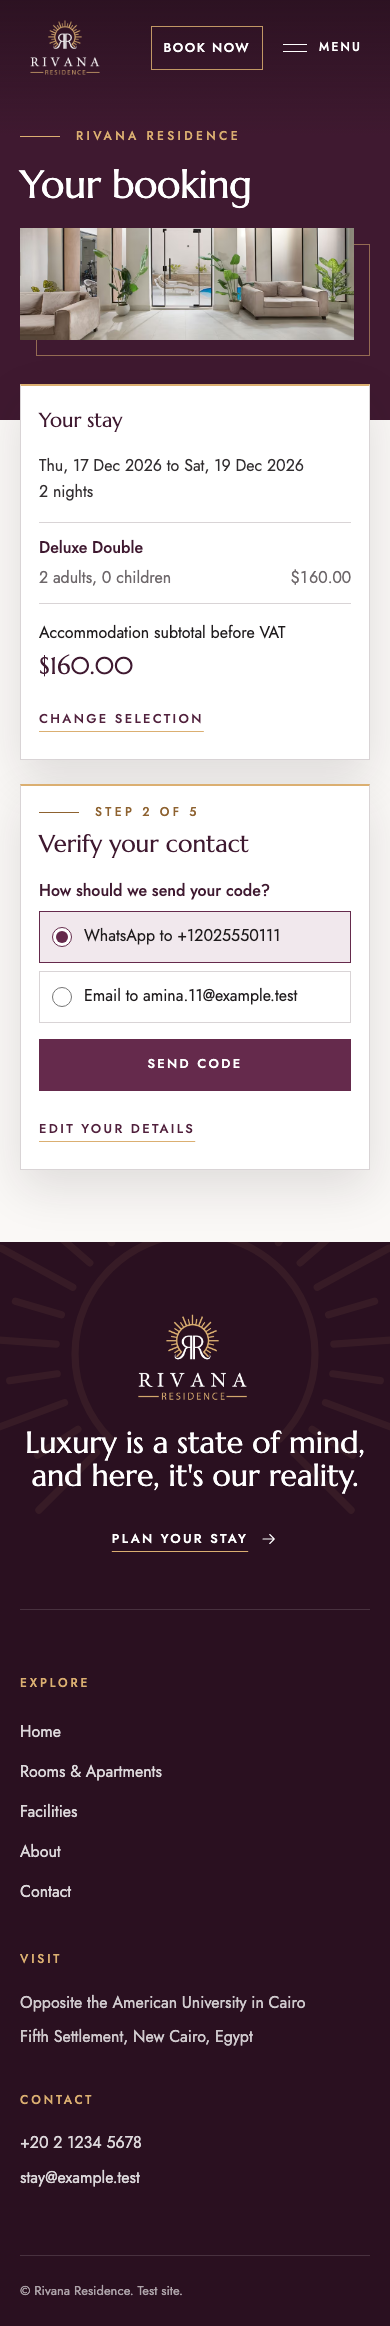 RIVANA
RESIDENCE
BOOK NOW
MENU
RIVANA RESIDENCE
Your booking
Your stay
Thu, 17 Dec 2026 to Sat, 19 Dec 2026
2 nights
Deluxe Double
2 adults, 0 children $160.00
Accommodation subtotal before VAT
$160.00
CHANGE SELECTION
STEP 2 OF 5
Verify your contact
How should we send your code?
WhatsApp to +12025550111
Email to amina.11@example.test
SEND CODE
EDIT YOUR DETAILS
RIVANA
RESIDENCE
Luxury is a state of mind,
and here, it's our reality.
PLAN YOUR STAY →
EXPLORE
Home
Rooms & Apartments
Facilities
About
Contact
VISIT
Opposite the American University in Cairo
Fifth Settlement, New Cairo, Egypt
CONTACT
+20 2 1234 5678
stay@example.test
© Rivana Residence. Test site.